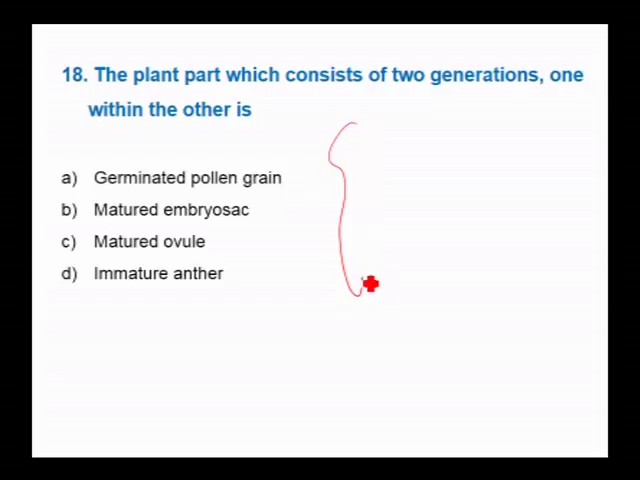 18. The plant part which consists of two generations, one
within the other is
a) Germinated pollen grain
b) Matured embryosac
c) Matured ovule
d) Immature anther